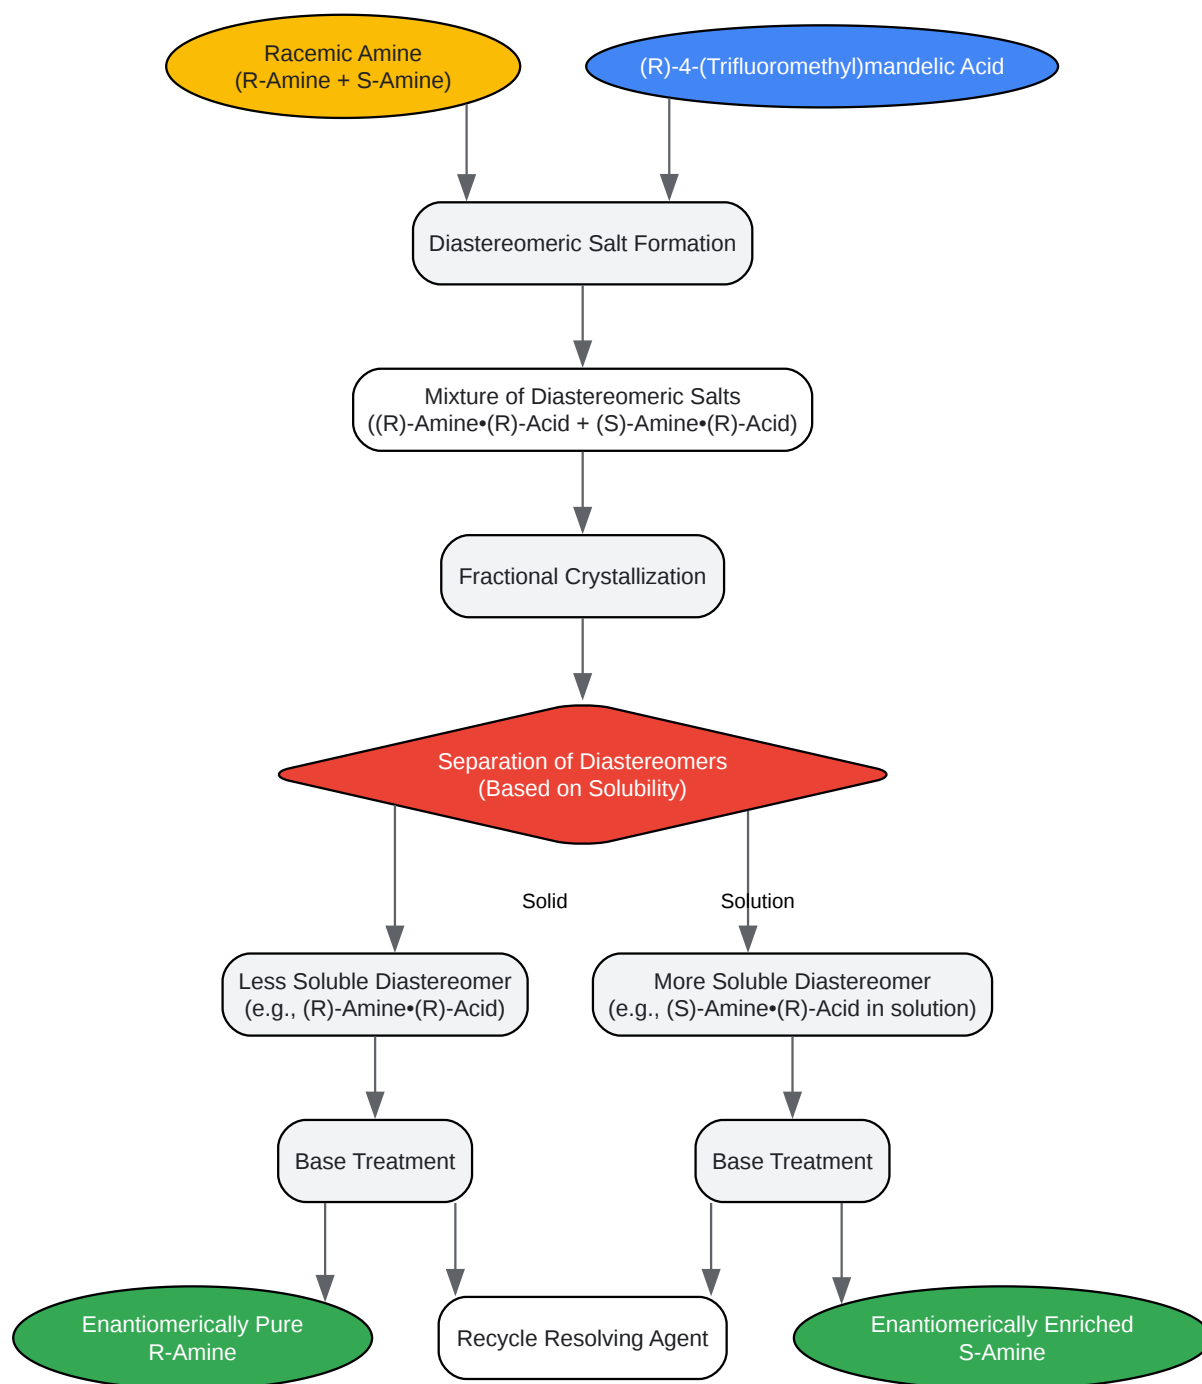 Racemic Amine
(R-Amine + S-Amine)
(R)-4-(Trifluoromethyl)mandelic Acid
Diastereomeric Salt Formation
Mixture of Diastereomeric Salts
((R)-Amine•(R)-Acid + (S)-Amine•(R)-Acid)
Fractional Crystallization
Separation of Diastereomers
(Based on Solubility)
Solid
Solution
Less Soluble Diastereomer
(e.g., (R)-Amine•(R)-Acid)
More Soluble Diastereomer
(e.g., (S)-Amine•(R)-Acid in solution)
Base Treatment
Base Treatment
Enantiomerically Pure
R-Amine
Recycle Resolving Agent
Enantiomerically Enriched
S-Amine